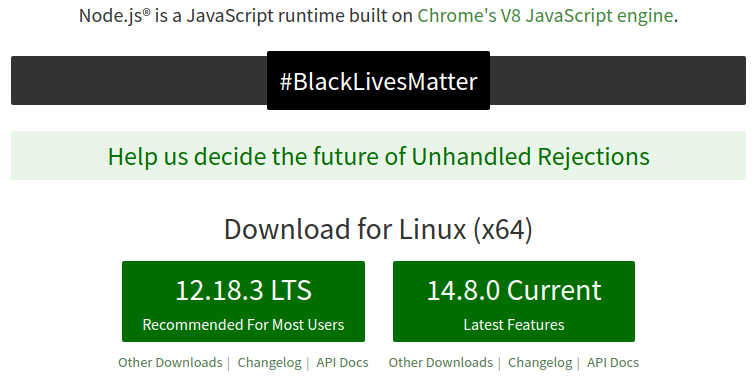 Node.js® is a JavaScript runtime built on Chrome's V8 JavaScript engine.
#BlackLivesMatter
Help us decide the future of Unhandled Rejections
Download for Linux (x64)
12.18.3 LTS
Recommended For Most Users
14.8.0 Current
Latest Features
Other Downloads | Changelog | API Docs
Other Downloads | Changelog | API Docs